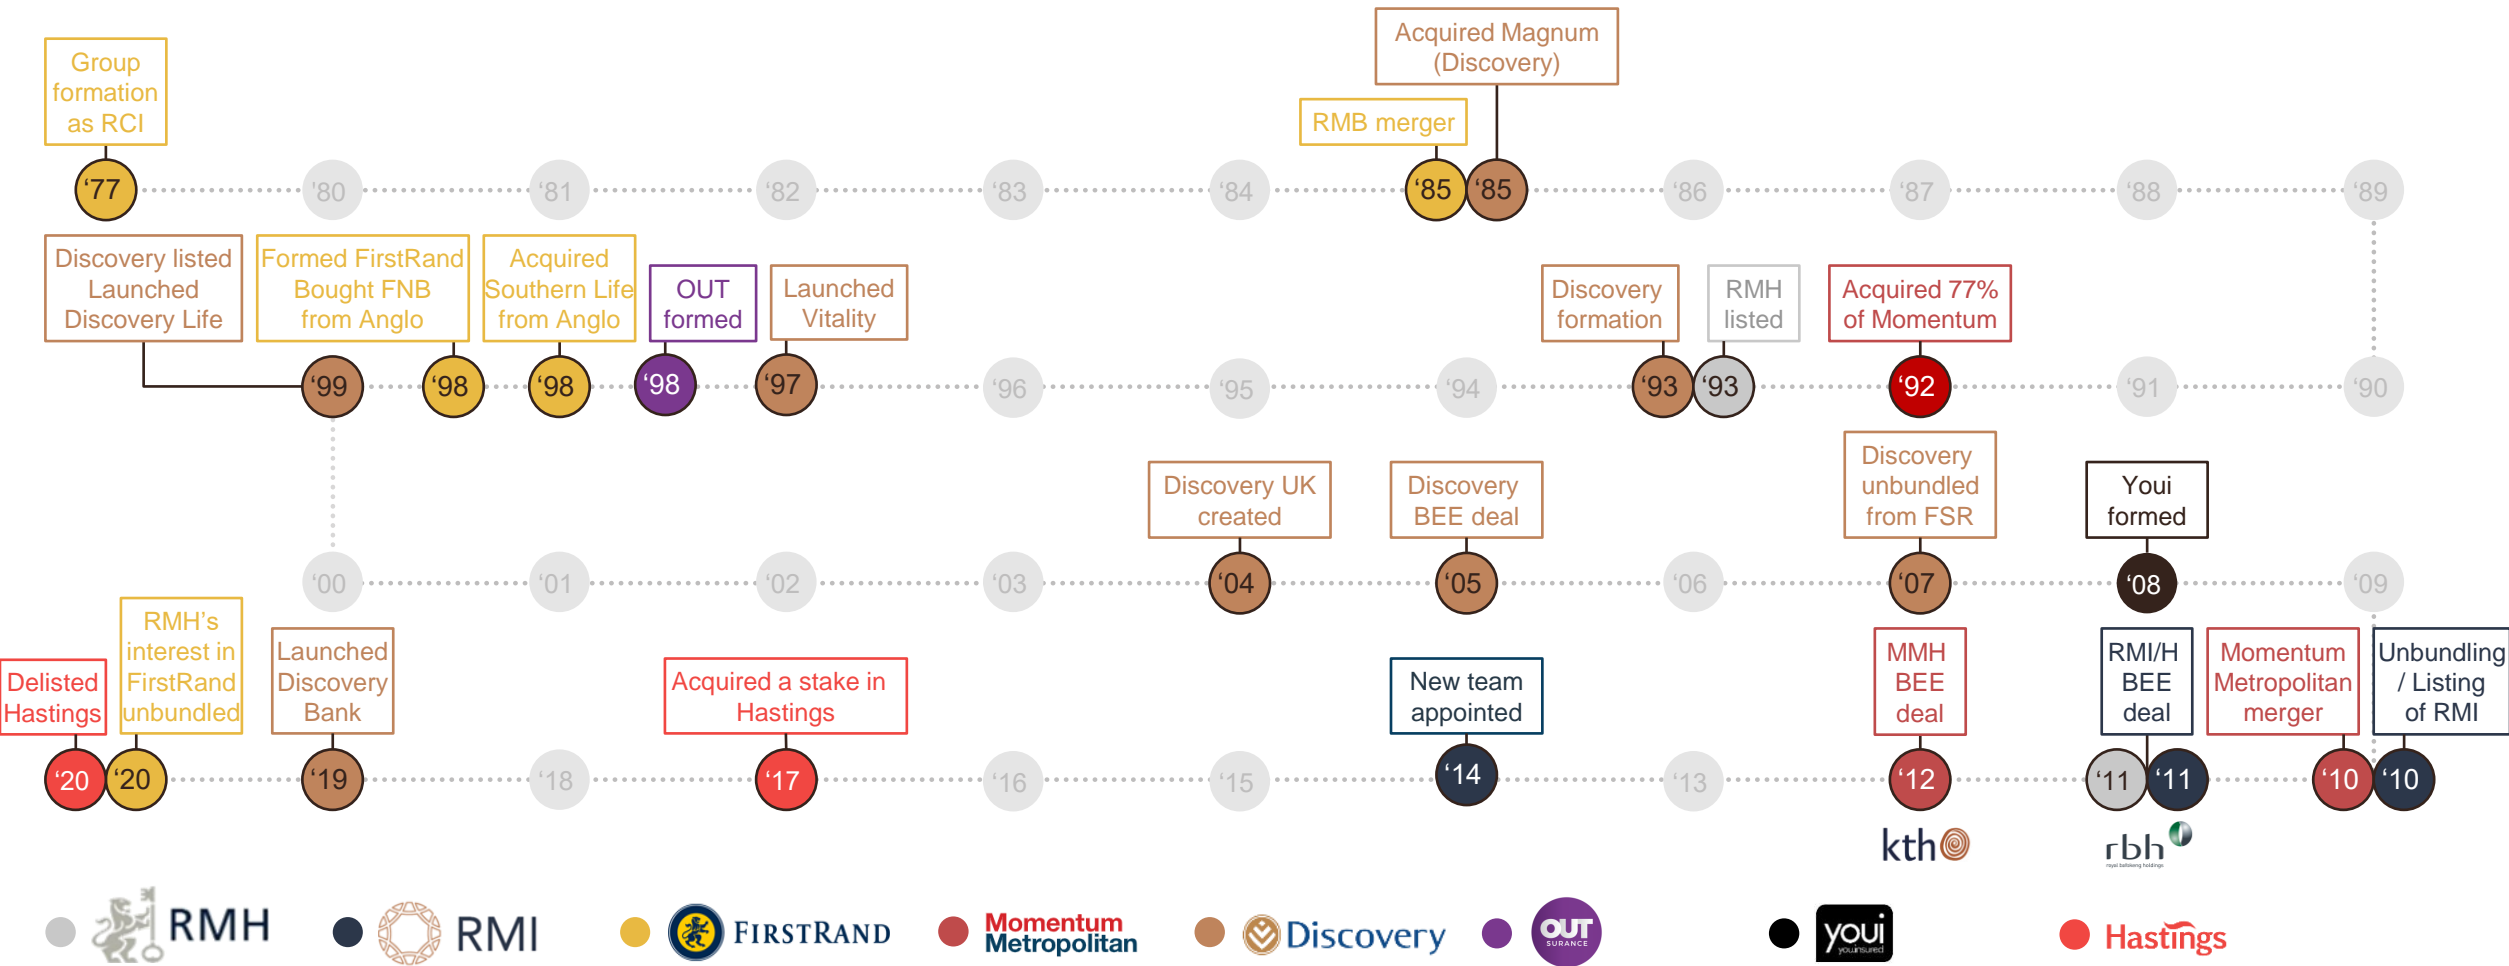 Acquired Magnum
(Discovery)
Group
formation
as RCI
RMB merger
‘77
‘80
‘81
‘82
‘83
‘84
‘85
‘85
‘86
‘87
‘88
‘89
Discovery listed
Launched
Discovery Life
Formed FirstRand
Bought FNB
from Anglo
Acquired
Southern Life
from Anglo
OUT
formed
Launched
Vitality
Discovery
formation
RMH
listed
Acquired 77%
of Momentum
‘99
‘98
‘98
‘98
‘97
‘96
‘95
‘94
‘93
‘93
‘92
‘91
‘90
Discovery UK
created
Discovery
BEE deal
Discovery
unbundled
from FSR
Youi
formed
‘00
‘01
‘02
‘03
‘04
‘05
‘06
‘07
‘08
‘09
Delisted
Hastings
RMH’s
interest in
FirstRand
unbundled
Launched
Discovery
Bank
Acquired a stake in
Hastings
New team
appointed
MMH
BEE
deal
RMI/H
BEE
deal
Momentum
Metropolitan
merger
Unbundling
/ Listing
of RMI
‘20
‘20
‘19
‘18
‘17
‘16
‘15
‘14
‘13
‘12
‘11
‘11
‘10
‘10
kth
rbh
royal bafokeng holdings
RMH
RMI
FIRSTRAND
Momentum
Metropolitan
Discovery
OUT
SURANCE
youi
you.insured
Hastings